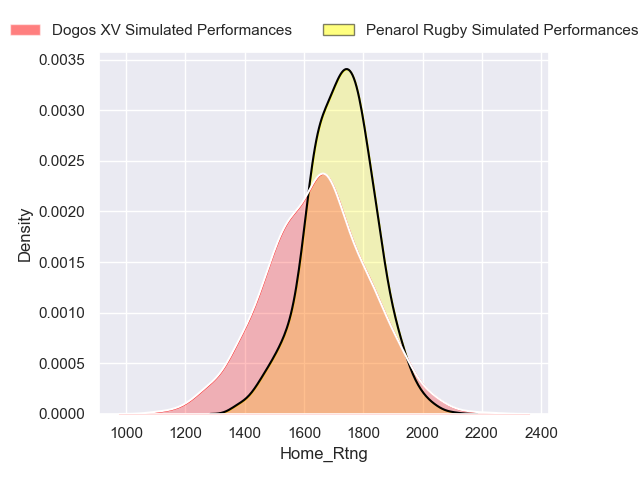 Dogos XV Simulated Performances Penarol Rugby Simulated Performances
0.0035
0.0030
0.0025
0.0020
0.0015
0.0010
0.0005
0.0000
Density
1000 1200 1400 1600 1800 2000 2200 2400
Home_Rtng